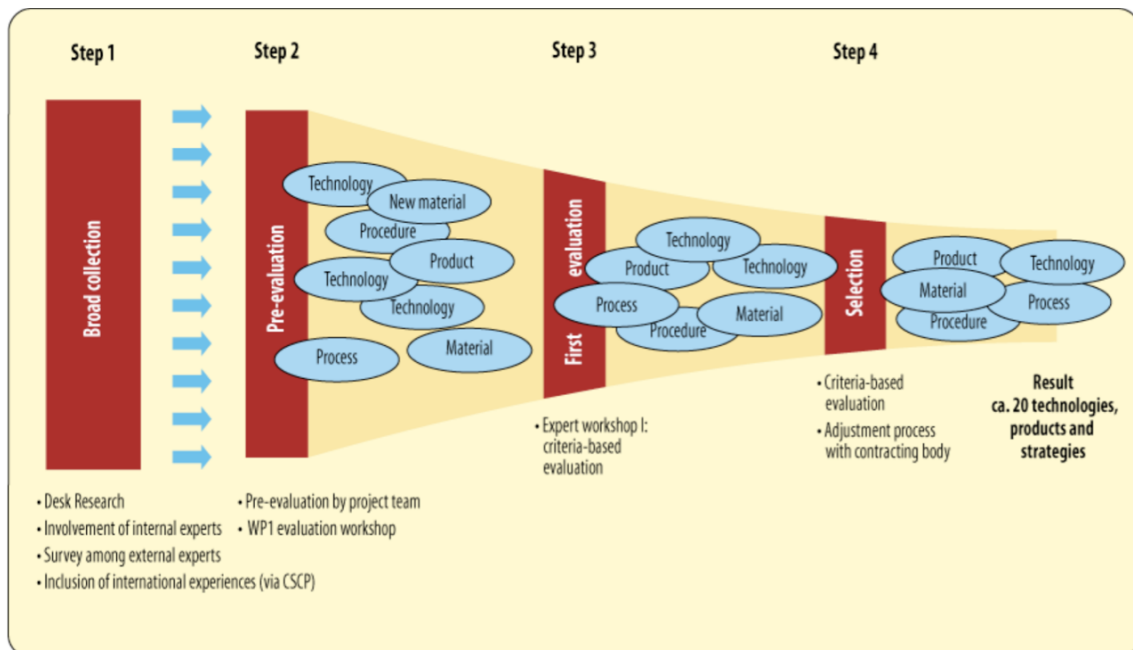 Step 1
Step 2
Step 3
Step 4
Broad collection
Pre-evaluation
Technology
New material
Procedure
Product
Technology
Technology
Material
Process
First evaluation
Technology
Product
Technology
Process
Material
Procedure
Selection
Product
Technology
Material
Process
Procedure
• Desk Research
• Involvement of internal experts
• Survey among external experts
• Inclusion of international experiences (via CSCP)
• Pre-evaluation by project team
• WP1 evaluation workshop
• Expert workshop I:
criteria-based
evaluation
• Criteria-based
evaluation
• Adjustment process
with contracting body
Result
ca. 20 technologies,
products and
strategies